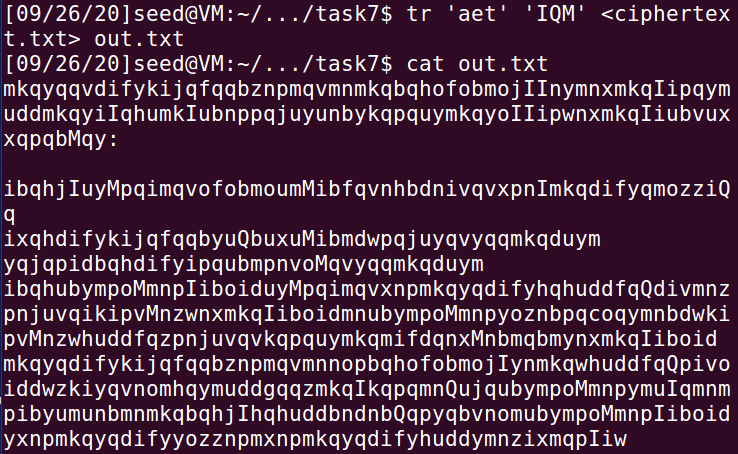 [09/26/20]seed@VM:~/.../task7$ tr 'aet' 'IQM' <ciphertex
t.txt> out.txt
[09/26/20]seed@VM:~/.../task7$ cat out.txt
mkqyqqvdifykijqfqqbznpmqvmnmkqbqhofobmojIInymnxmkqIipqym
uddmkqyiIqhumkIubnppqjuyunbykqpquymkqyoIIipwnxmkqIiubvux
xqpqbMqy:
ibqhjIuyMpqimqvofobmoumMibfqvnhbdnivqvxpnImkqdifyqmozziQ
q
ixqhdifykijqfqqbyuQbuxuMibmdwpqjuyqvyqqmkqduym
yqjqpidbqhdifyipqubmpnvoMqvyqqmkqduym
ibqhubympoMmnpIiboiduyMpqimqvxnpmkqyqdifyhqhuddfqQdivmnz
pnjuvqikipvMnzwnxmkqIiboidmnubympoMmnpyoznbpqcoqymnbdwki
pvMnzwhuddfqzpnjuvqvkqpquymkqmifdqnxMnbmqbmynxmkqIiboid
mkqyqdifykijqfqqbznpmqvmnnopbqhofobmojIynmkqwhuddfqQpivo
iddwzkiyqvnomhqymuddgqqzmkqIkqpqmnQujqubympoMmnpymuIqmnm
pibyumunbmnmkqbqhjIhqhuddbndnbQqpyqbvnomubympoMmnpIiboid
yxnpmkqyqdifyyozznpmxnpmkqyqdifyhuddymnzixmqpIiw